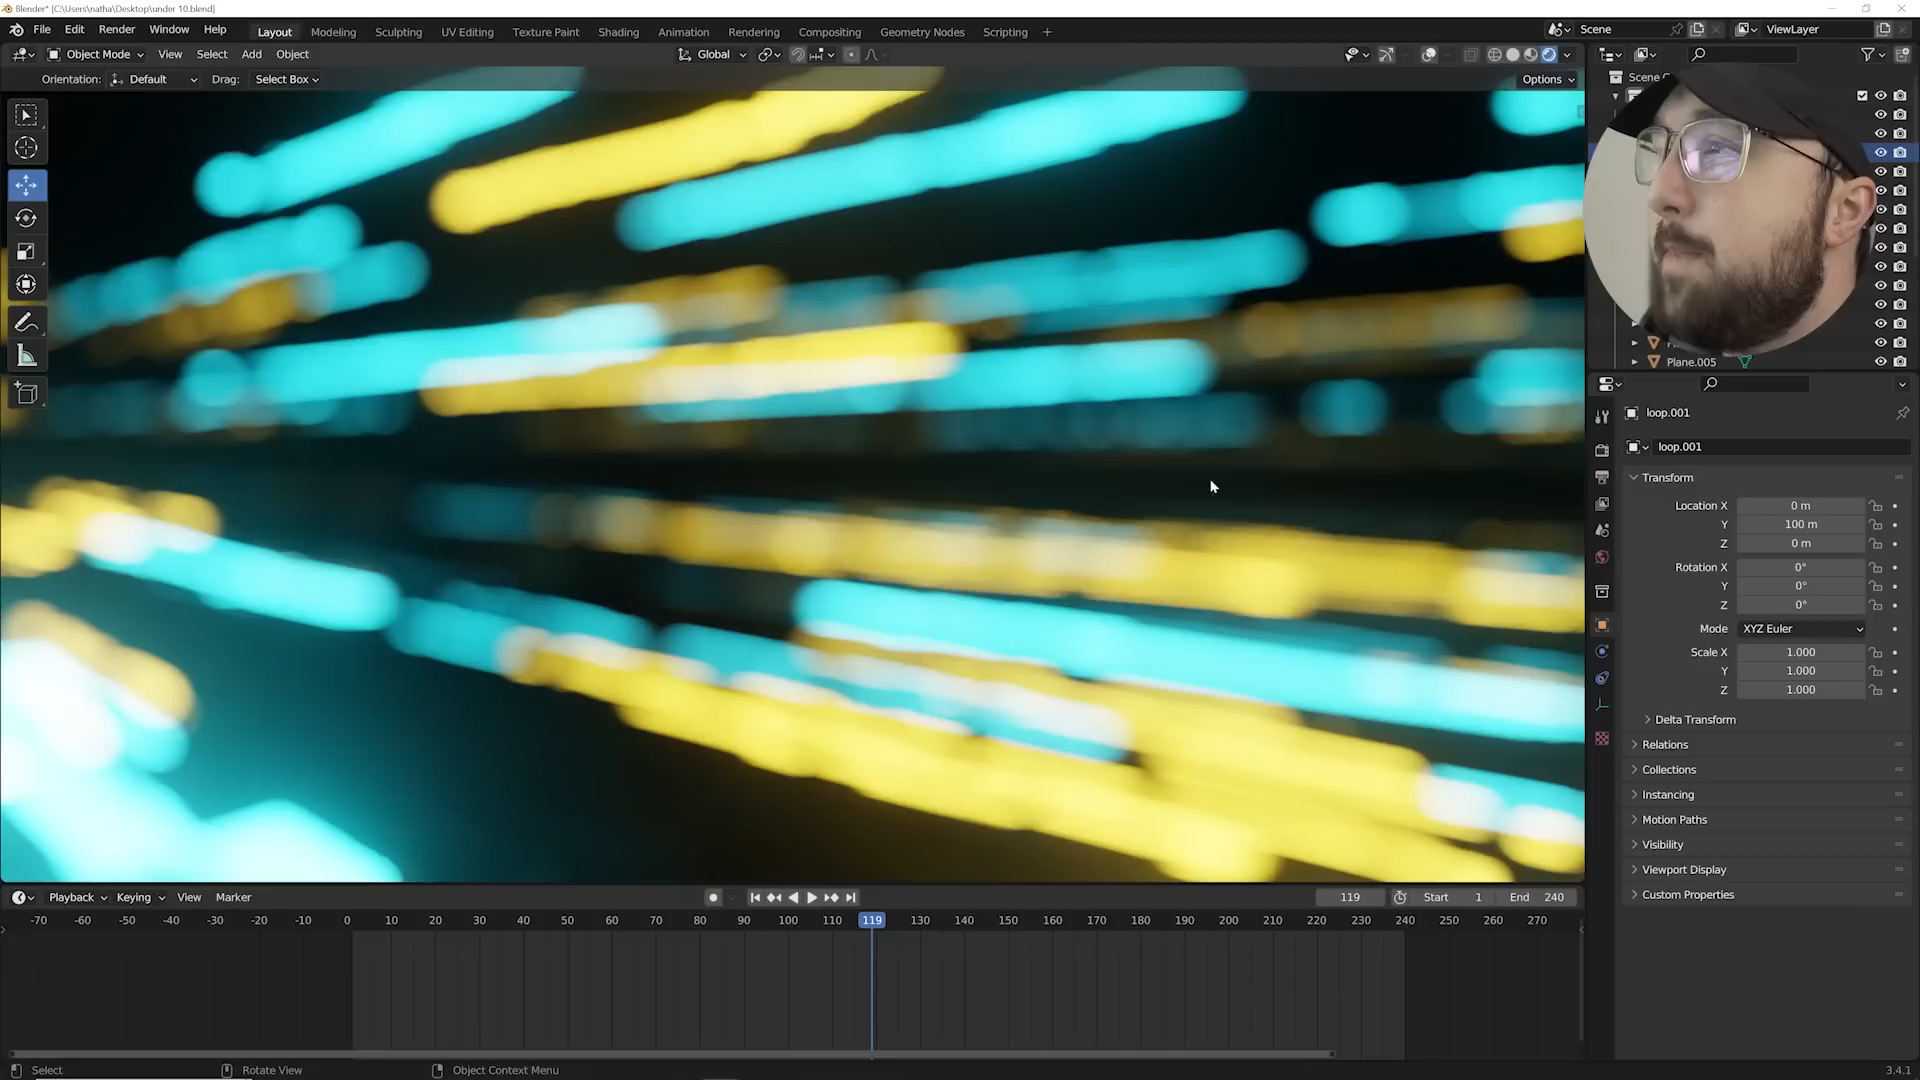 Blender* [C:\Users\natha\Desktop\under 10.blend]
File Edit Render Window Help Layout Modeling Sculpting UV Editing Texture Paint Shading Animation Rendering Compositing Geometry Nodes Scripting + Scene ViewLayer
Object Mode View Select Add Object Global
Orientation: Default Drag: Select Box Options
Scene
Plane.005
loop.001
loop.001
Transform
Location X 0 m
Y 100 m
Z 0 m
Rotation X 0°
Y 0°
Z 0°
Mode XYZ Euler
Scale X 1.000
Y 1.000
Z 1.000
Delta Transform
Relations
Collections
Instancing
Motion Paths
Visibility
Viewport Display
Custom Properties
Playback Keying View Marker 119 Start 1 End 240
-70 -60 -50 -40 -30 -20 -10 0 10 20 30 40 50 60 70 80 90 100 110 119 130 140 150 160 170 180 190 200 210 220 230 240 250 260 270
Select Rotate View Object Context Menu 3.4.1